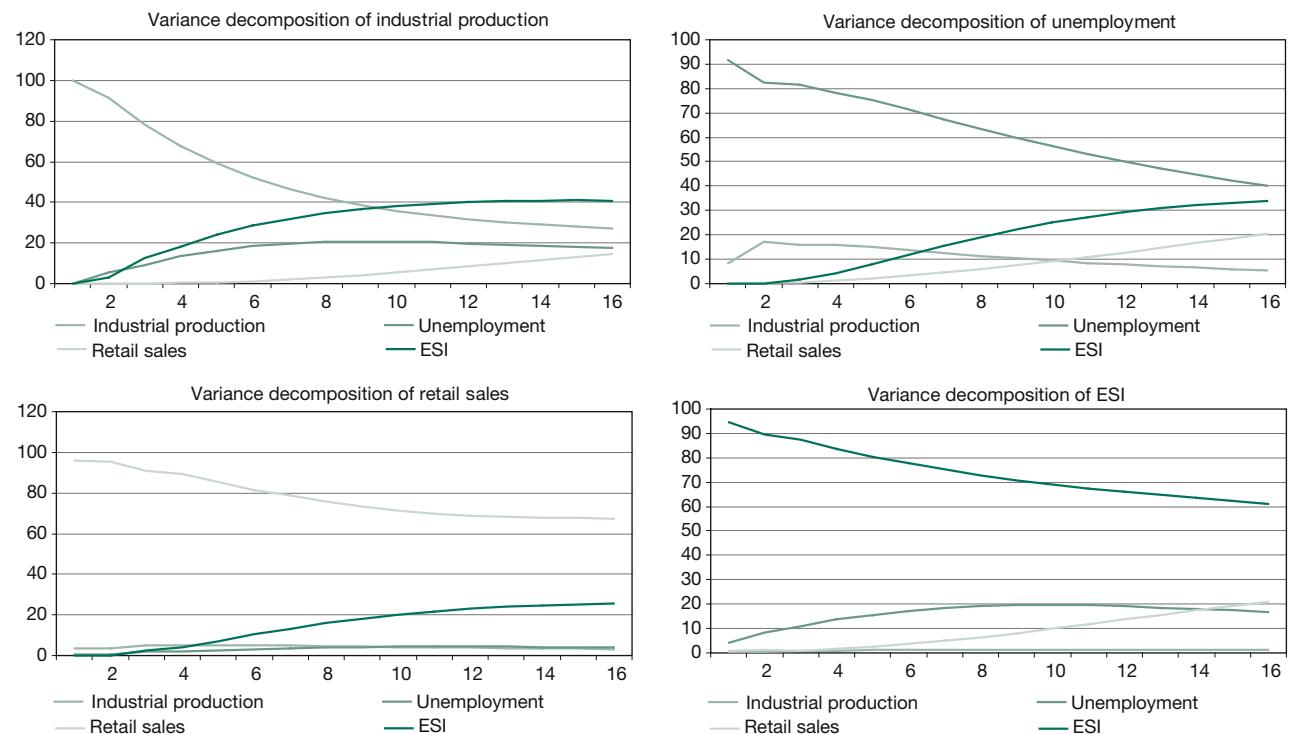 Variance decomposition of industrial production
120
100
80
60
40
20
0
2 4 6 8 10 12 14 16
Industrial production Unemployment
Retail sales ESI
Variance decomposition of unemployment
100
90
80
70
60
50
40
30
20
10
0
2 4 6 8 10 12 14 16
Industrial production Unemployment
Retail sales ESI
Variance decomposition of retail sales
120
100
80
60
40
20
0
2 4 6 8 10 12 14 16
Industrial production Unemployment
Retail sales ESI
Variance decomposition of ESI
100
90
80
70
60
50
40
30
20
10
0
2 4 6 8 10 12 14 16
Industrial production Unemployment
Retail sales ESI